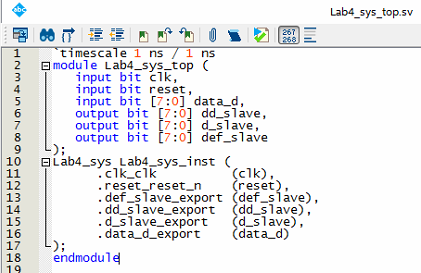 abc
Lab4_sys_top.sv
267
268
1 `timescale 1 ns / 1 ns
2 module Lab4_sys_top (
3 input bit clk,
4 input bit reset,
5 input bit [7:0] data_d,
6 output bit [7:0] dd_slave,
7 output bit [7:0] d_slave,
8 output bit [7:0] def_slave
9 );
10 Lab4_sys Lab4_sys_inst (
11 .clk_clk (clk),
12 .reset_reset_n (reset),
13 .def_slave_export (def_slave),
14 .dd_slave_export (dd_slave),
15 .d_slave_export (d_slave),
16 .data_d_export (data_d)
17 );
18 endmodule
19